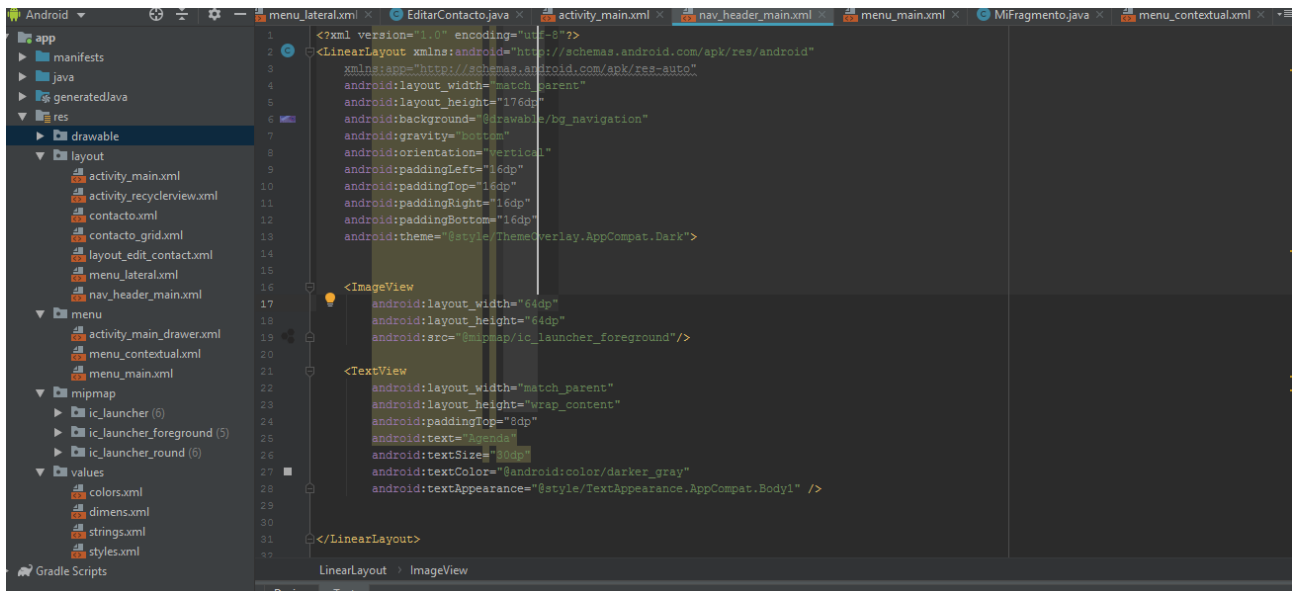 Android
menu_lateral.xml
EditarContacto.java
activity_main.xml
nav_header_main.xml
menu_main.xml
MiFragmento.java
menu_contextual.xml
app
manifests
java
generatedJava
res
drawable
layout
activity_main.xml
activity_recyclerview.xml
contacto.xml
contacto_grid.xml
layout_edit_contact.xml
menu_lateral.xml
nav_header_main.xml
menu
activity_main_drawer.xml
menu_contextual.xml
menu_main.xml
mipmap
ic_launcher (6)
ic_launcher_foreground (5)
ic_launcher_round (6)
values
colors.xml
dimens.xml
strings.xml
styles.xml
Gradle Scripts
1 <?xml version="1.0" encoding="utf-8"?>
2 <LinearLayout xmlns:android="http://schemas.android.com/apk/res/android"
3 xmlns:app="http://schemas.android.com/apk/res-auto"
4 android:layout_width="match_parent"
5 android:layout_height="176dp"
6 android:background="@drawable/bg_navigation"
7 android:gravity="bottom"
8 android:orientation="vertical"
9 android:paddingLeft="16dp"
10 android:paddingTop="16dp"
11 android:paddingRight="16dp"
12 android:paddingBottom="16dp"
13 android:theme="@style/ThemeOverlay.AppCompat.Dark">
14
15
16 <ImageView
17 android:layout_width="64dp"
18 android:layout_height="64dp"
19 android:src="@mipmap/ic_launcher_foreground"/>
20
21 <TextView
22 android:layout_width="match_parent"
23 android:layout_height="wrap_content"
24 android:paddingTop="8dp"
25 android:text="Agenda"
26 android:textSize="30dp"
27 android:textColor="@android:color/darker_gray"
28 android:textAppearance="@style/TextAppearance.AppCompat.Body1" />
29
30
31 </LinearLayout>
32
LinearLayout › ImageView